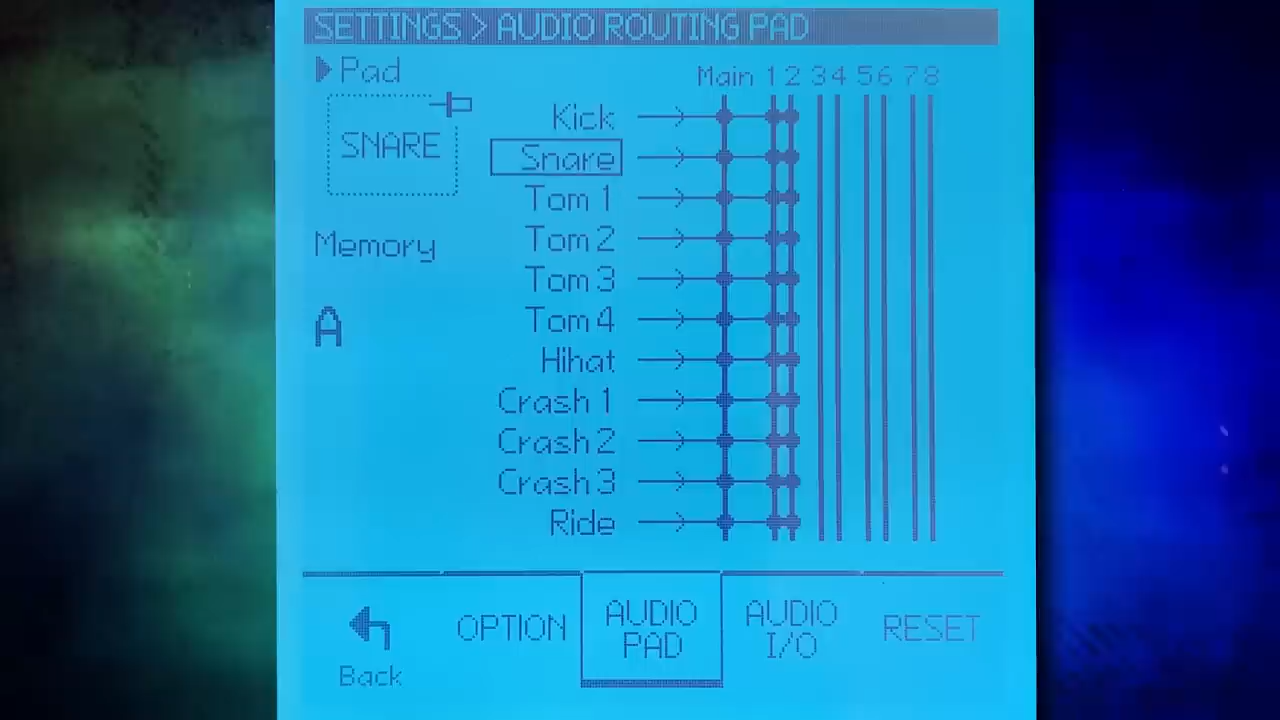 SETTINGS > AUDIO ROUTING PAD
Pad
SNARE
Memory
A
Main 1 2 3 4 5 6 7 8
Kick
Snare
Tom 1
Tom 2
Tom 3
Tom 4
Hihat
Crash 1
Crash 2
Crash 3
Ride
Back
OPTION
AUDIO
PAD
AUDIO
I/O
RESET